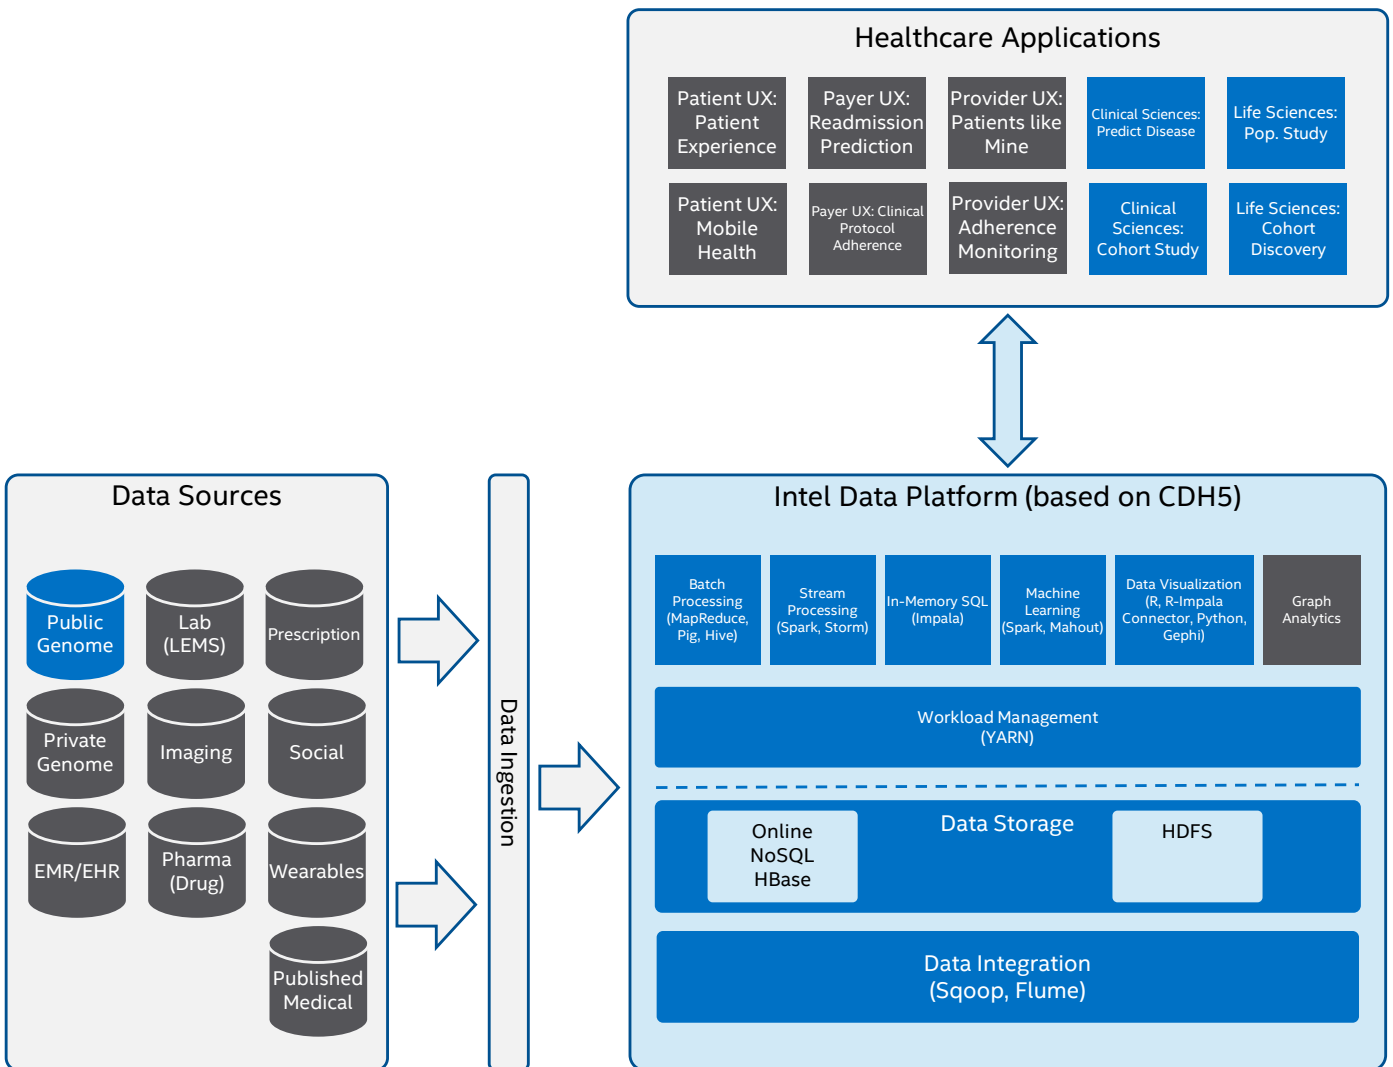 Healthcare Applications
Patient UX:
Patient
Experience
Payer UX:
Readmission
Prediction
Provider UX:
Patients like
Mine
Clinical Sciences:
Predict Disease
Life Sciences:
Pop. Study
Patient UX:
Mobile
Health
Payer UX: Clinical
Protocol
Adherence
Provider UX:
Adherence
Monitoring
Clinical
Sciences:
Cohort Study
Life Sciences:
Cohort
Discovery
Data Sources
Public
Genome
Lab
(LEMS)
Prescription
Private
Genome
Imaging
Social
EMR/EHR
Pharma
(Drug)
Wearables
Published
Medical
Data Ingestion
Intel Data Platform (based on CDH5)
Batch
Processing
(MapReduce,
Pig, Hive)
Stream
Processing
(Spark, Storm)
In-Memory SQL
(Impala)
Machine
Learning
(Spark, Mahout)
Data Visualization
(R, R-Impala
Connector, Python,
Gephi)
Graph
Analytics
Workload Management
(YARN)
Data Storage
Online
NoSQL
HBase
HDFS
Data Integration
(Sqoop, Flume)